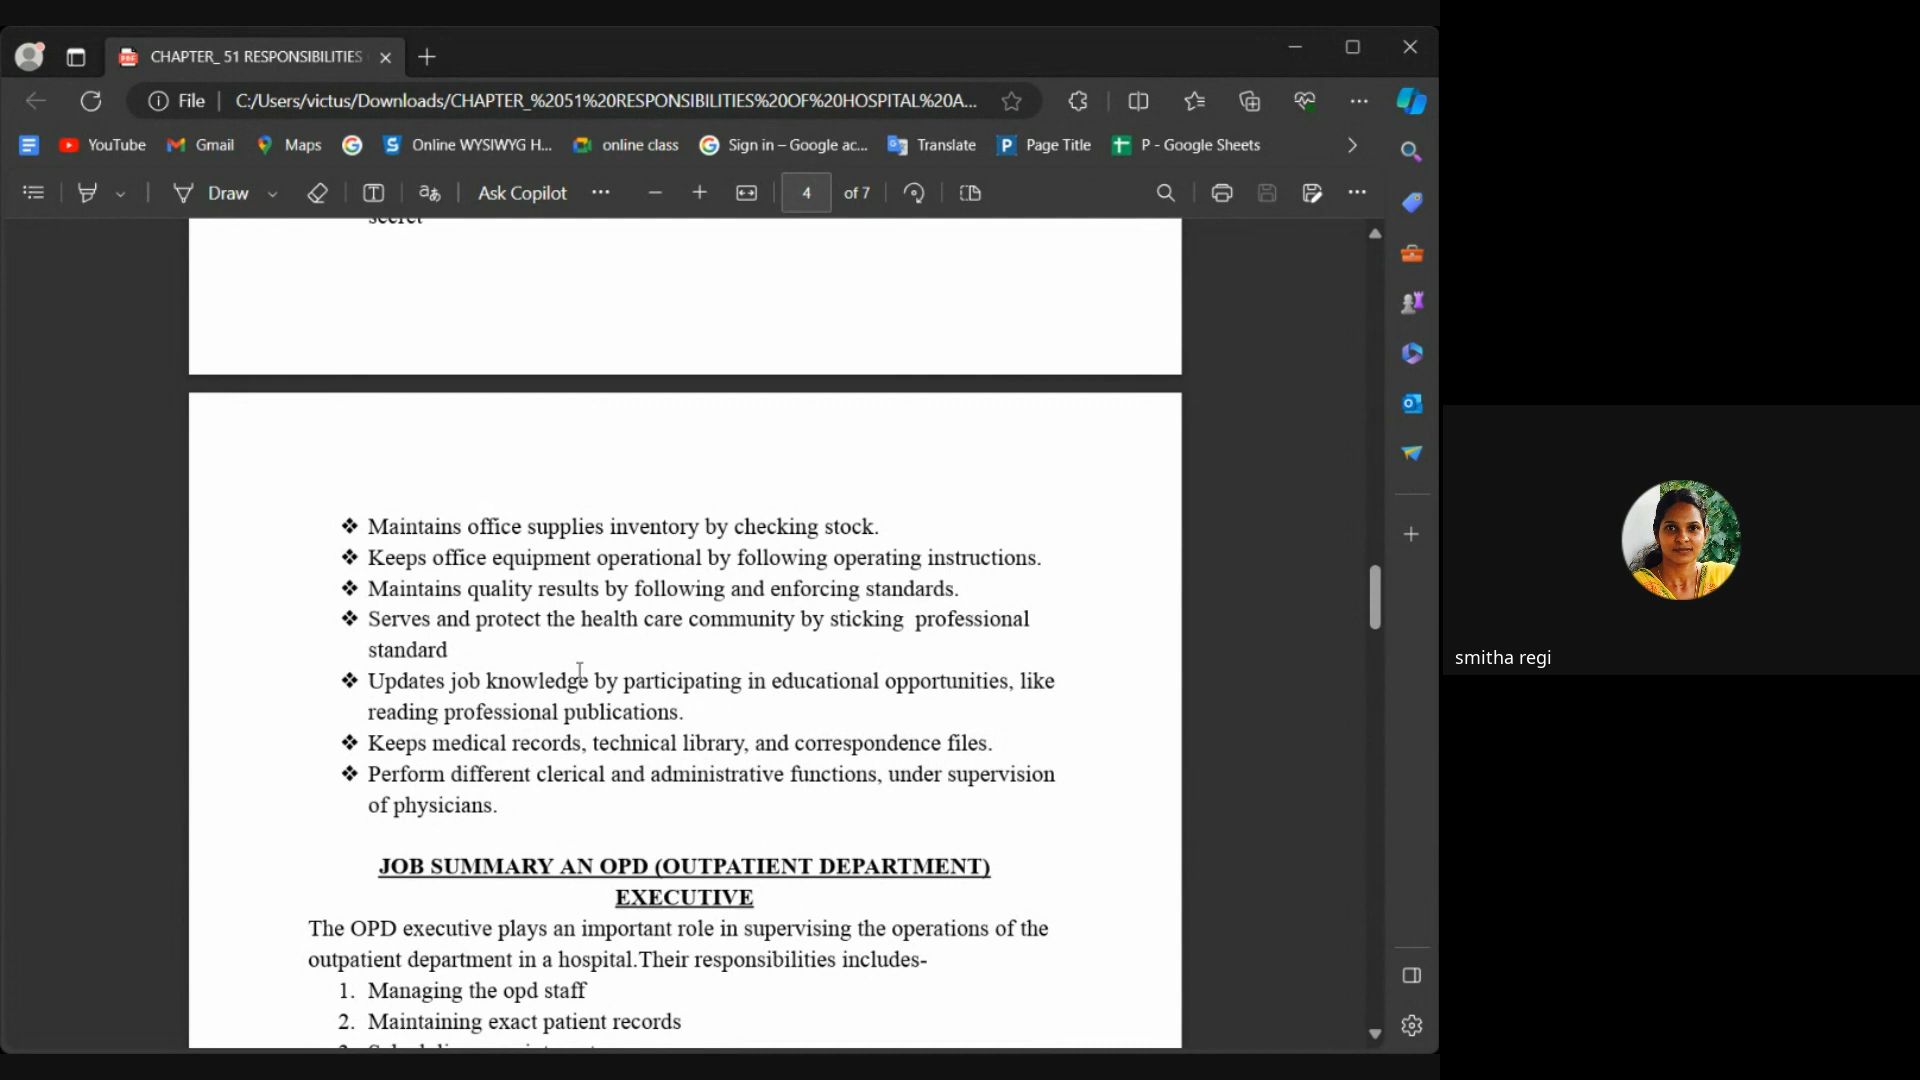 CHAPTER_ 51 RESPONSIBILITIES
File
C:/Users/victus/Downloads/CHAPTER_%2051%20RESPONSIBILITIES%20OF%20HOSPITAL%20A...
YouTube
Gmail
Maps
Online WYSIWYG H...
online class
Sign in – Google ac...
Translate
Page Title
P - Google Sheets
Draw
Ask Copilot
4
of 7
secret
❖ Maintains office supplies inventory by checking stock.
❖ Keeps office equipment operational by following operating instructions.
❖ Maintains quality results by following and enforcing standards.
❖ Serves and protect the health care community by sticking  professional
standard
❖ Updates job knowledge by participating in educational opportunities, like
reading professional publications.
❖ Keeps medical records, technical library, and correspondence files.
❖ Perform different clerical and administrative functions, under supervision
of physicians.
JOB SUMMARY AN OPD (OUTPATIENT DEPARTMENT)
EXECUTIVE
The OPD executive plays an important role in supervising the operations of the
outpatient department in a hospital.Their responsibilities includes-
1. Managing the opd staff
2. Maintaining exact patient records
smitha regi